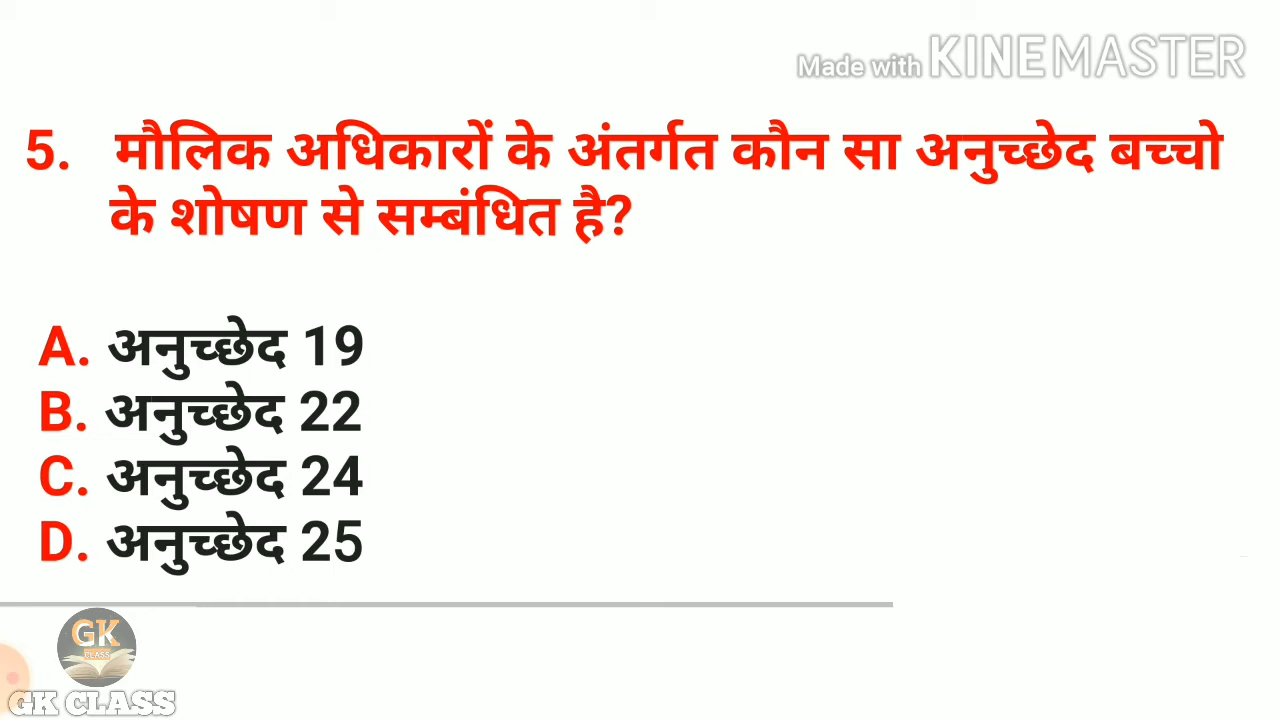 Made with KINEMASTER
5. मौलिक अधिकारों के अंतर्गत कौन सा अनुच्छेद बच्चो
के शोषण से सम्बंधित है?
A. अनुच्छेद 19
B. अनुच्छेद 22
C. अनुच्छेद 24
D. अनुच्छेद 25
GK
CLASS
GK CLASS